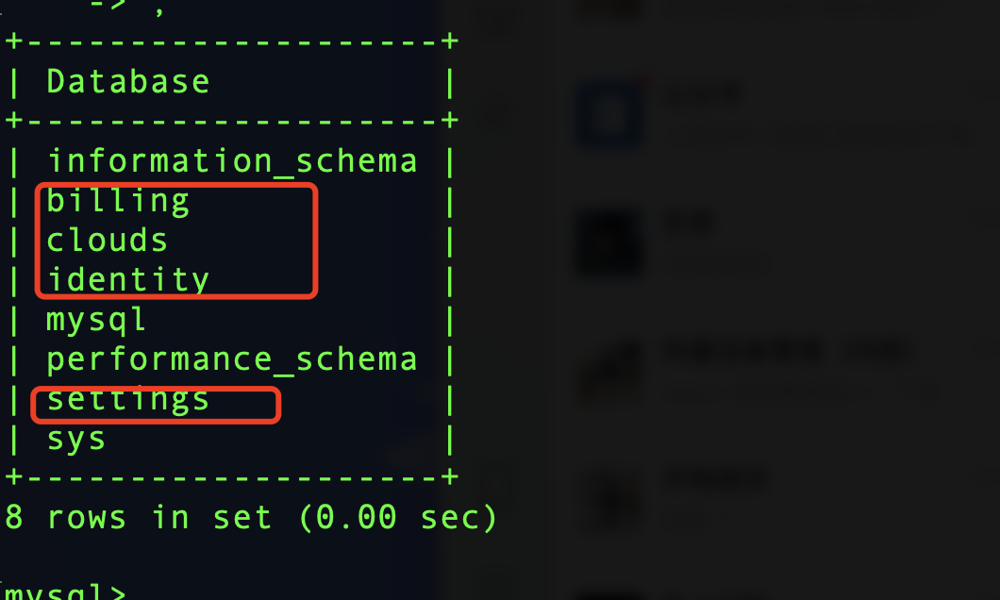 -> ;
+--------------------+
| Database           |
+--------------------+
| information_schema |
| billing            |
| clouds             |
| identity           |
| mysql              |
| performance_schema |
| settings           |
| sys                |
+--------------------+
8 rows in set (0.00 sec)
mysql>